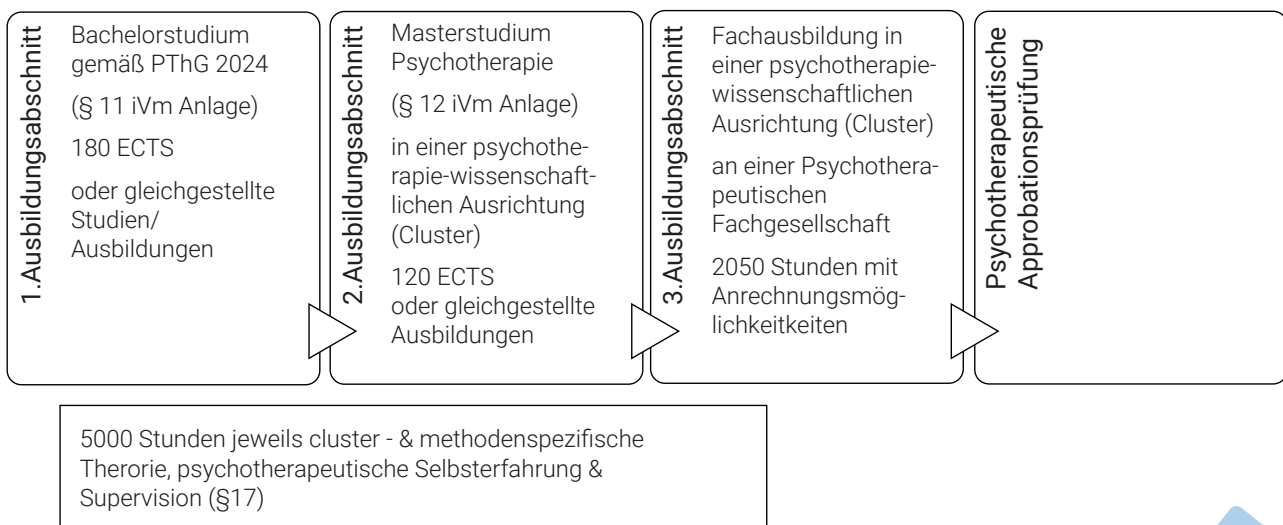 1.Ausbildungsabschnitt
Bachelorstudium
gemäß PThG 2024
(§ 11 iVm Anlage)
180 ECTS
oder gleichgestellte
Studien/
Ausbildungen
2.Ausbildungsabschnitt
Masterstudium
Psychotherapie
(§ 12 iVm Anlage)
in einer psychothe-
rapie-wissenschaft-
lichen Ausrichtung
(Cluster)
120 ECTS
oder gleichgestellte
Ausbildungen
3.Ausbildungsabschnitt
Fachausbildung in
einer psychotherapie-
wissenschaftlichen
Ausrichtung (Cluster)
an einer Psychothera-
peutischen
Fachgesellschaft
2050 Stunden mit
Anrechnungsmög-
lichkeitkeiten
Psychotherapeutische
Approbationsprüfung
5000 Stunden jeweils cluster - & methodenspezifische
Therorie, psychotherapeutische Selbsterfahrung &
Supervision (§17)